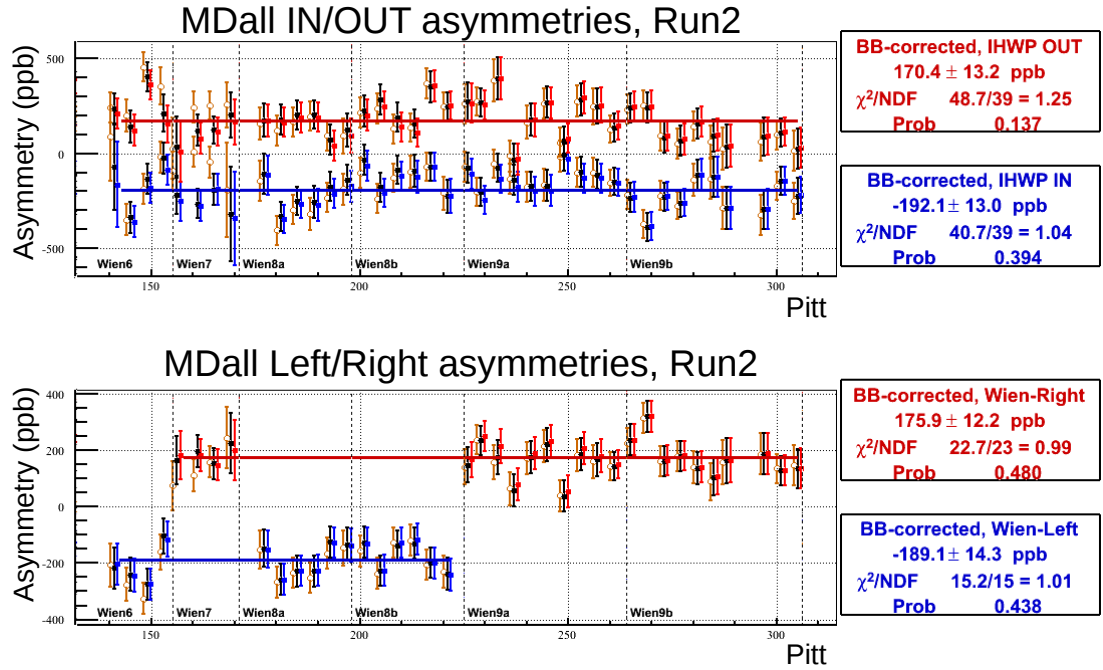 MDall IN/OUT asymmetries, Run2
Asymmetry (ppb)
500
0
-500
Wien6
Wien7
Wien8a
Wien8b
Wien9a
Wien9b
150
200
250
300
Pitt
BB-corrected, IHWP OUT
170.4 ± 13.2 ppb
χ²/NDF 48.7/39 = 1.25
Prob 0.137
BB-corrected, IHWP IN
-192.1 ± 13.0 ppb
χ²/NDF 40.7/39 = 1.04
Prob 0.394
MDall Left/Right asymmetries, Run2
Asymmetry (ppb)
400
200
0
-200
-400
Wien6
Wien7
Wien8a
Wien8b
Wien9a
Wien9b
150
200
250
300
Pitt
BB-corrected, Wien-Right
175.9 ± 12.2 ppb
χ²/NDF 22.7/23 = 0.99
Prob 0.480
BB-corrected, Wien-Left
-189.1 ± 14.3 ppb
χ²/NDF 15.2/15 = 1.01
Prob 0.438